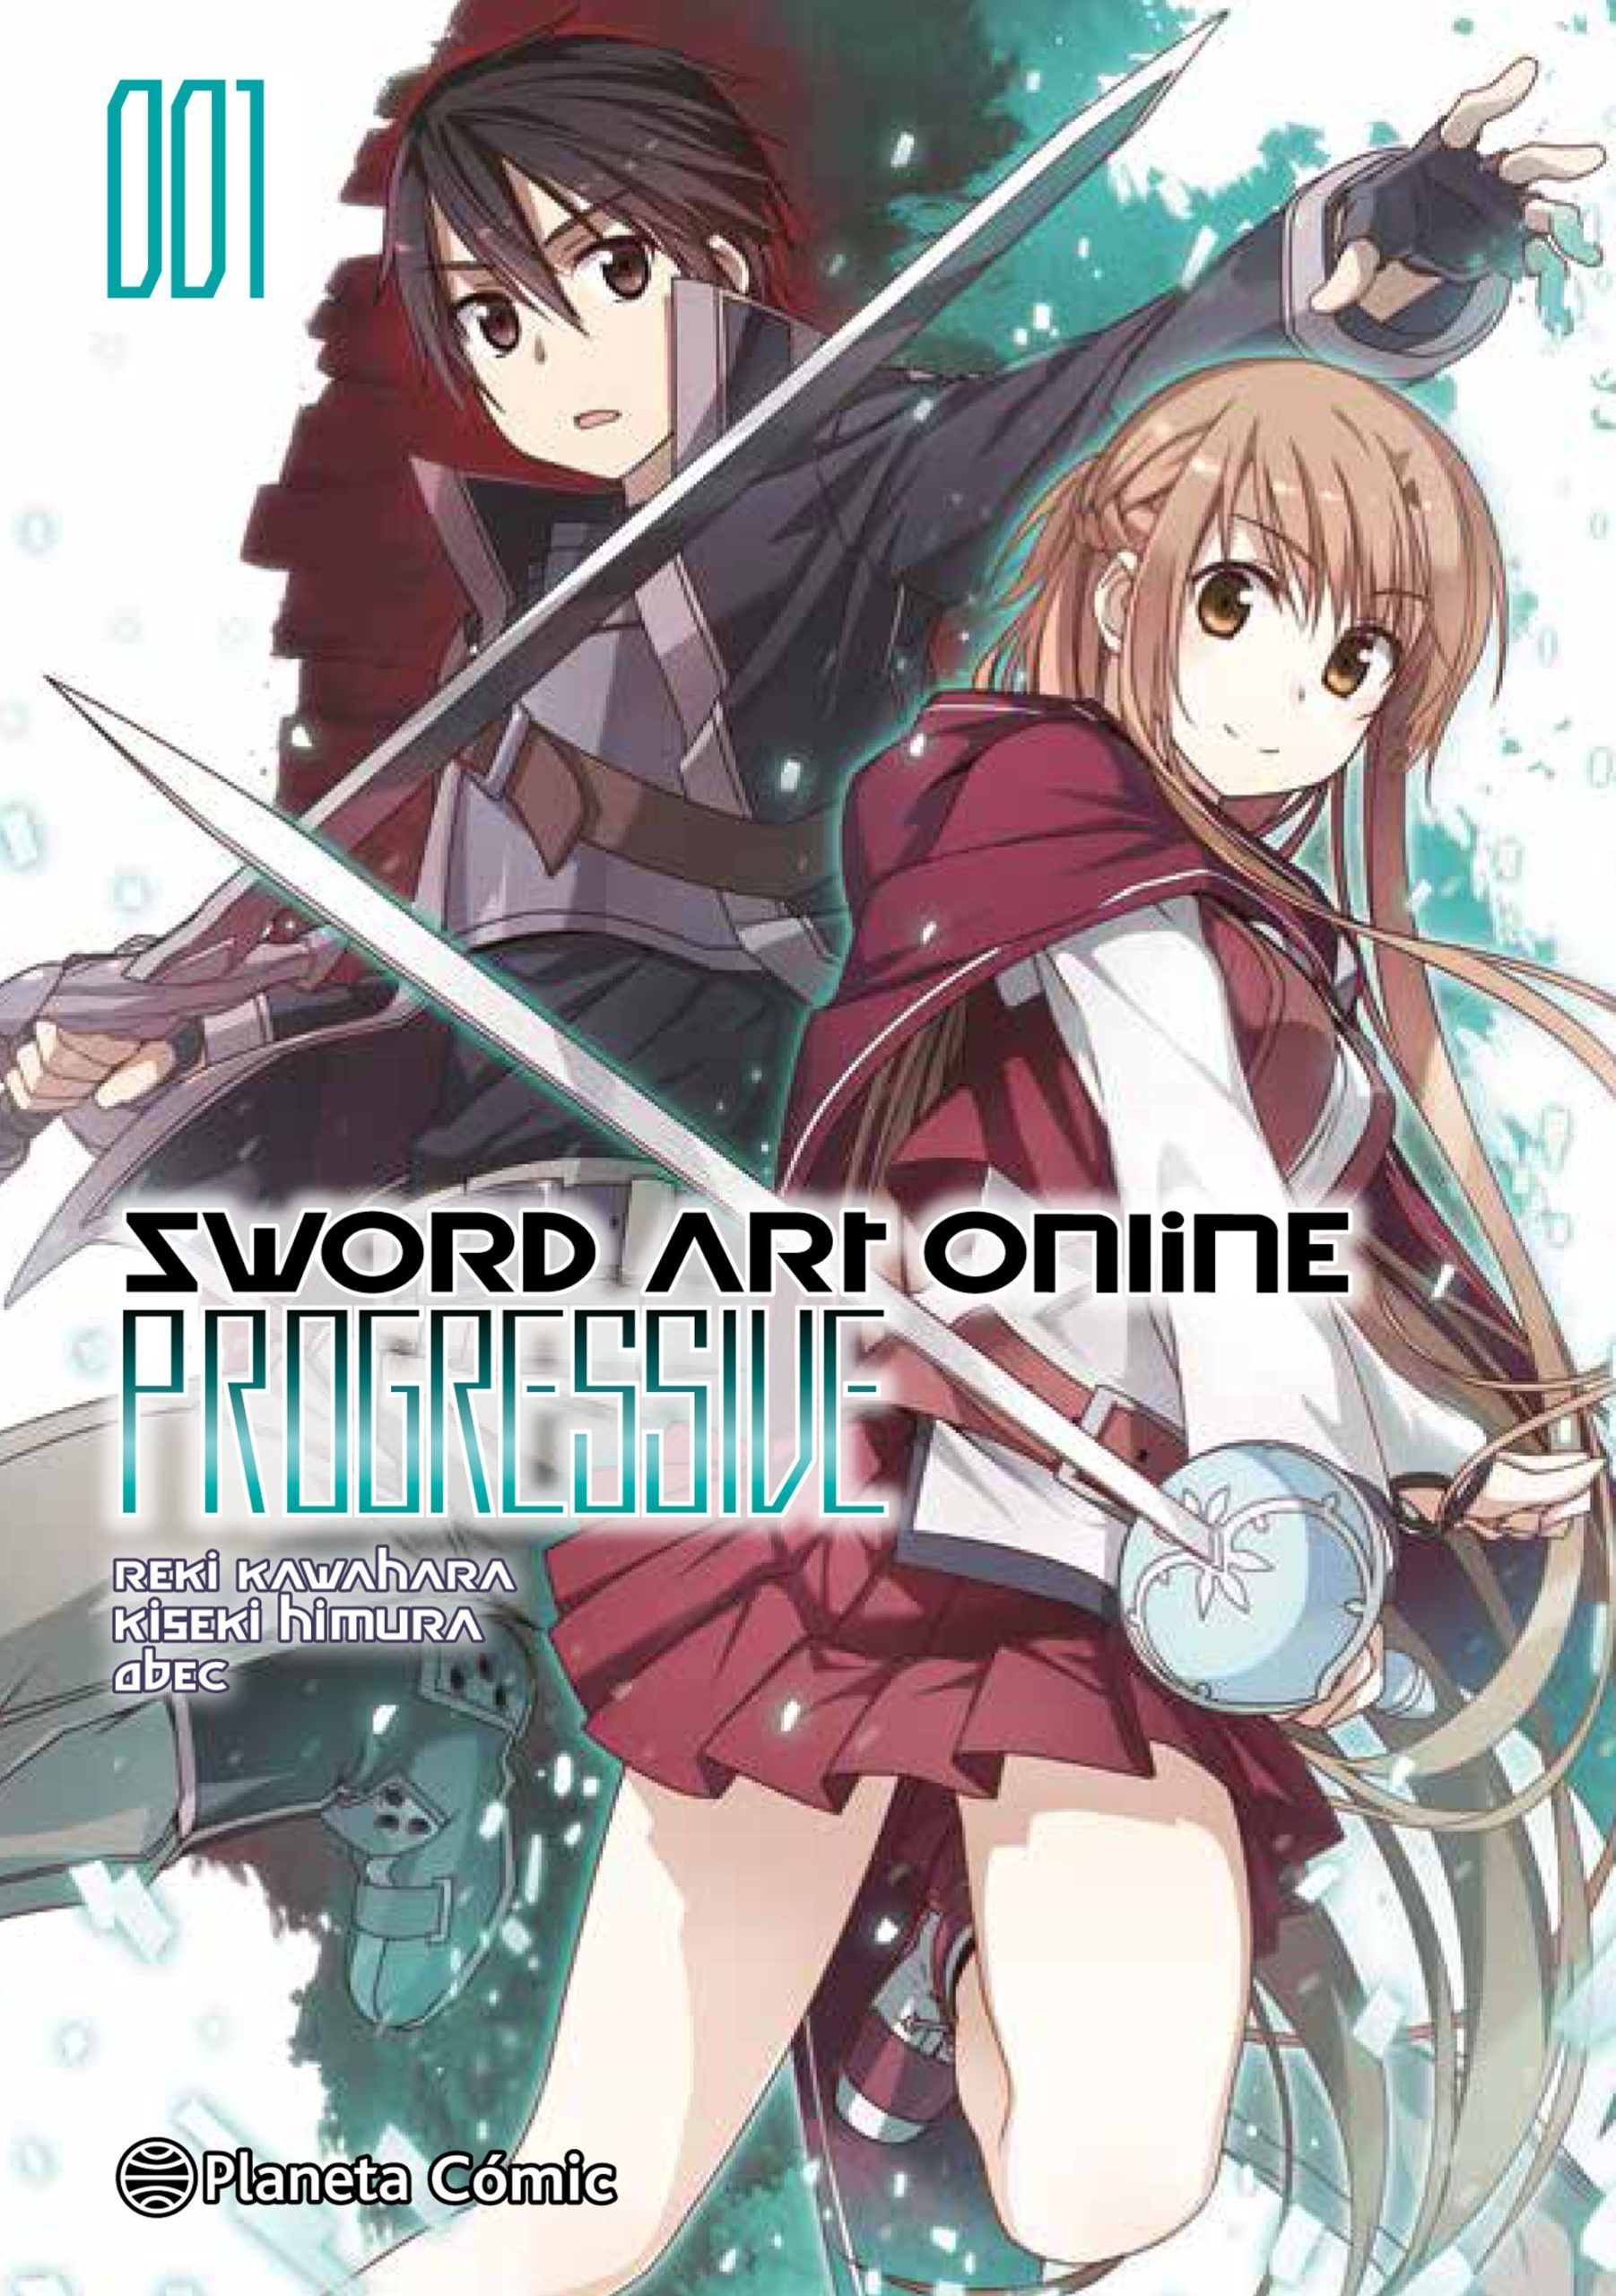 001
SWORD ART ONLINE
PROGRESSIVE
REKI KAWAHARA
KISEKI HIMURA
abEC
Planeta Cómic